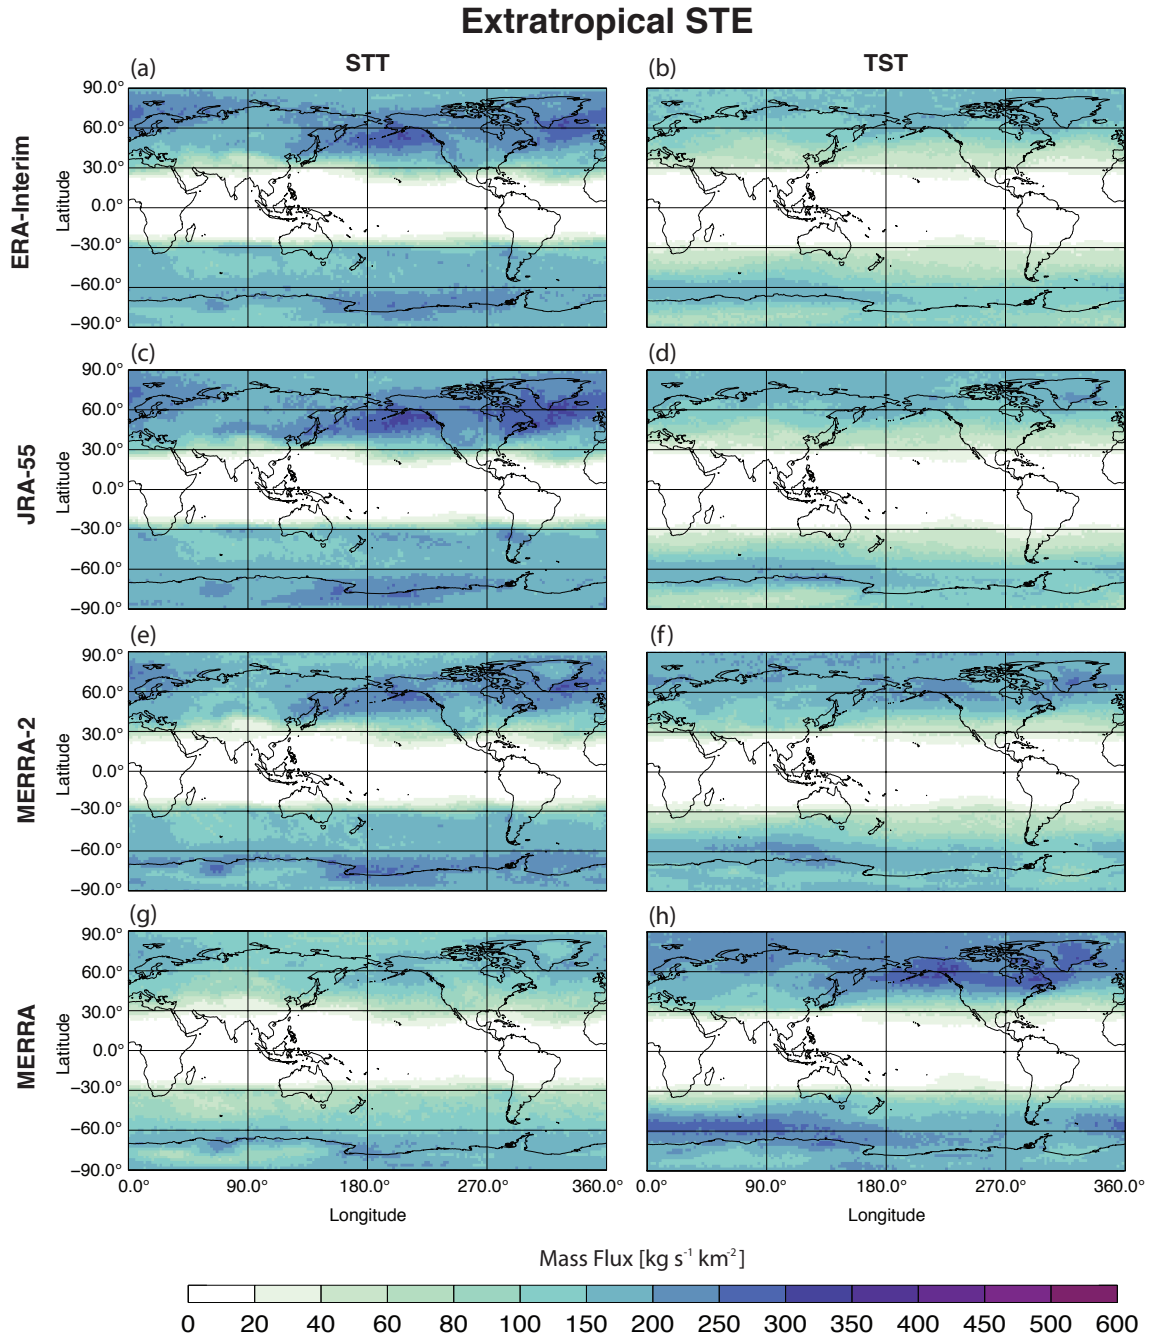 Extratropical STE
STT
TST
(a)
(b)
90.0°
60.0°
30.0°
0.0°
−30.0°
−60.0°
−90.0°
Latitude
ERA-Interim
(c)
(d)
90.0°
60.0°
30.0°
0.0°
−30.0°
−60.0°
−90.0°
Latitude
JRA-55
(e)
(f)
90.0°
60.0°
30.0°
0.0°
−30.0°
−60.0°
−90.0°
Latitude
MERRA-2
(g)
(h)
90.0°
60.0°
30.0°
0.0°
−30.0°
−60.0°
−90.0°
Latitude
MERRA
0.0° 90.0° 180.0° 270.0° 360.0°
0.0° 90.0° 180.0° 270.0° 360.0°
Longitude
Longitude
Mass Flux [kg s⁻¹ km⁻²]
0 20 40 60 80 100 150 200 250 300 350 400 450 500 600